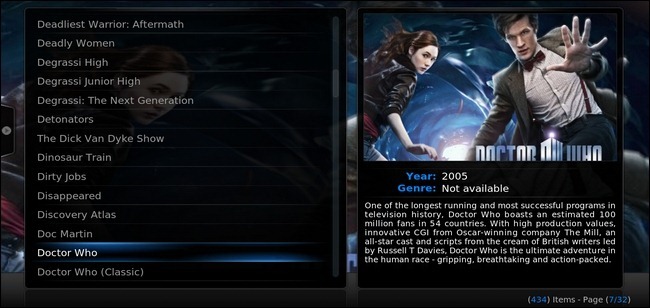 Deadliest Warrior: Aftermath
Deadly Women
Degrassi High
Degrassi Junior High
Degrassi: The Next Generation
Detonators
The Dick Van Dyke Show
Dinosaur Train
Dirty Jobs
Disappeared
Discovery Atlas
Doc Martin
Doctor Who
Doctor Who (Classic)
DOCTOR WHO
Year: 2005
Genre: Not available
One of the longest running and most successful programs in
television history, Doctor Who boasts an estimated 100
million fans in 54 countries. With high production values,
innovative CGI from Oscar-winning company The Mill, an
all-star cast and scripts from the cream of British writers led
by Russell T Davies, Doctor Who is the ultimate adventure in
the human race - gripping, breathtaking and action-packed.
(434) Items - Page (7/32)